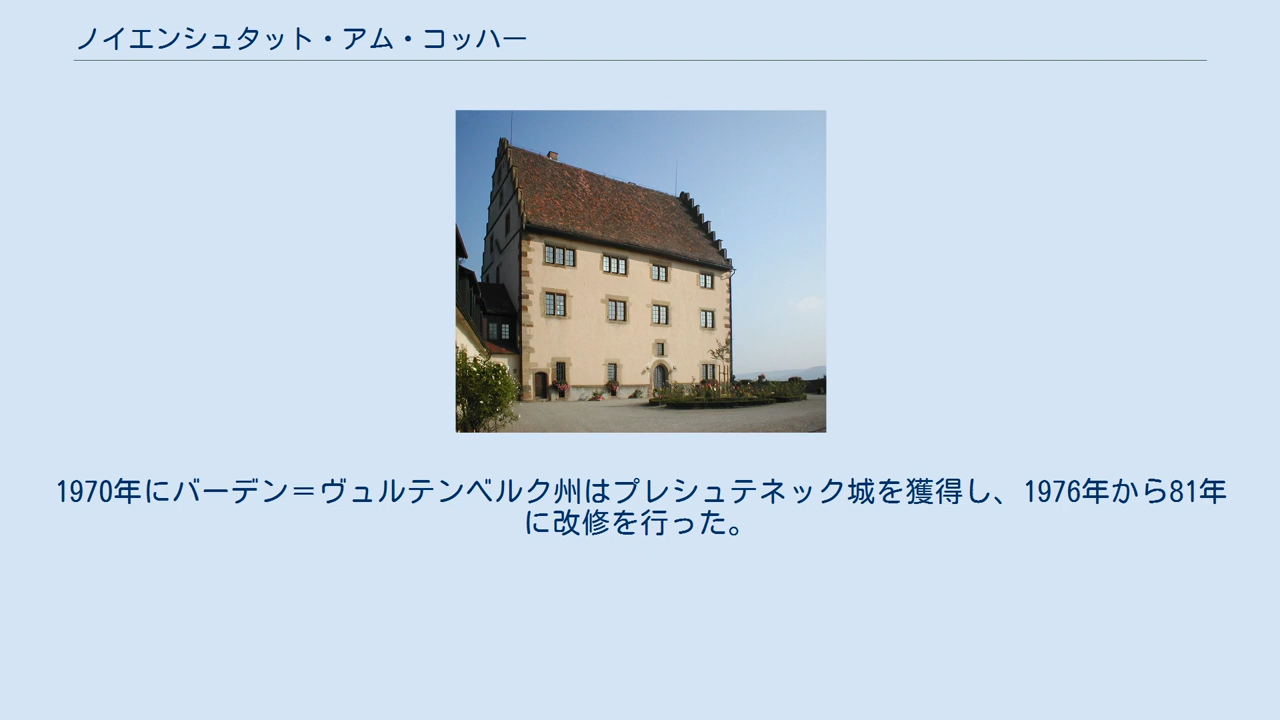 ノイエンシュタット・アム・コッハー
1970年にバーデン＝ヴュルテンベルク州はプレシュテネック城を獲得し、1976年から81年
に改修を行った。